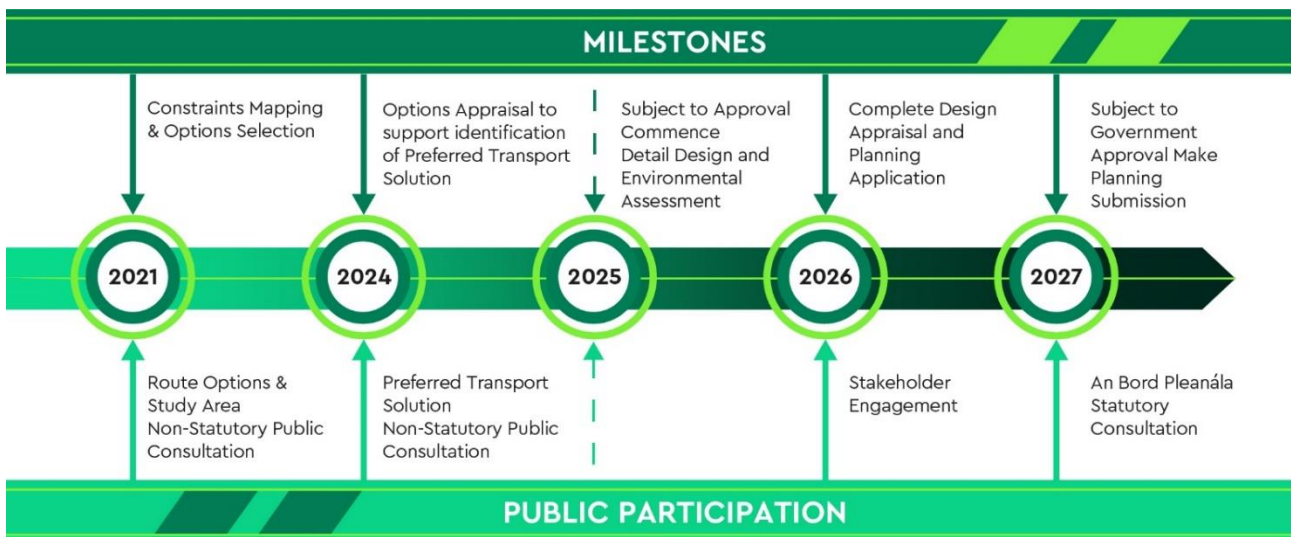 MILESTONES
Constraints Mapping
& Options Selection
Options Appraisal to
support identification
of Preferred Transport
Solution
Subject to Approval
Commence
Detail Design and
Environmental
Assessment
Complete Design
Appraisal and
Planning
Application
Subject to
Government
Approval Make
Planning
Submission
2021
2024
2025
2026
2027
Route Options &
Study Area
Non-Statutory Public
Consultation
Preferred Transport
Solution
Non-Statutory Public
Consultation
Stakeholder
Engagement
An Bord Pleanála
Statutory
Consultation
PUBLIC PARTICIPATION